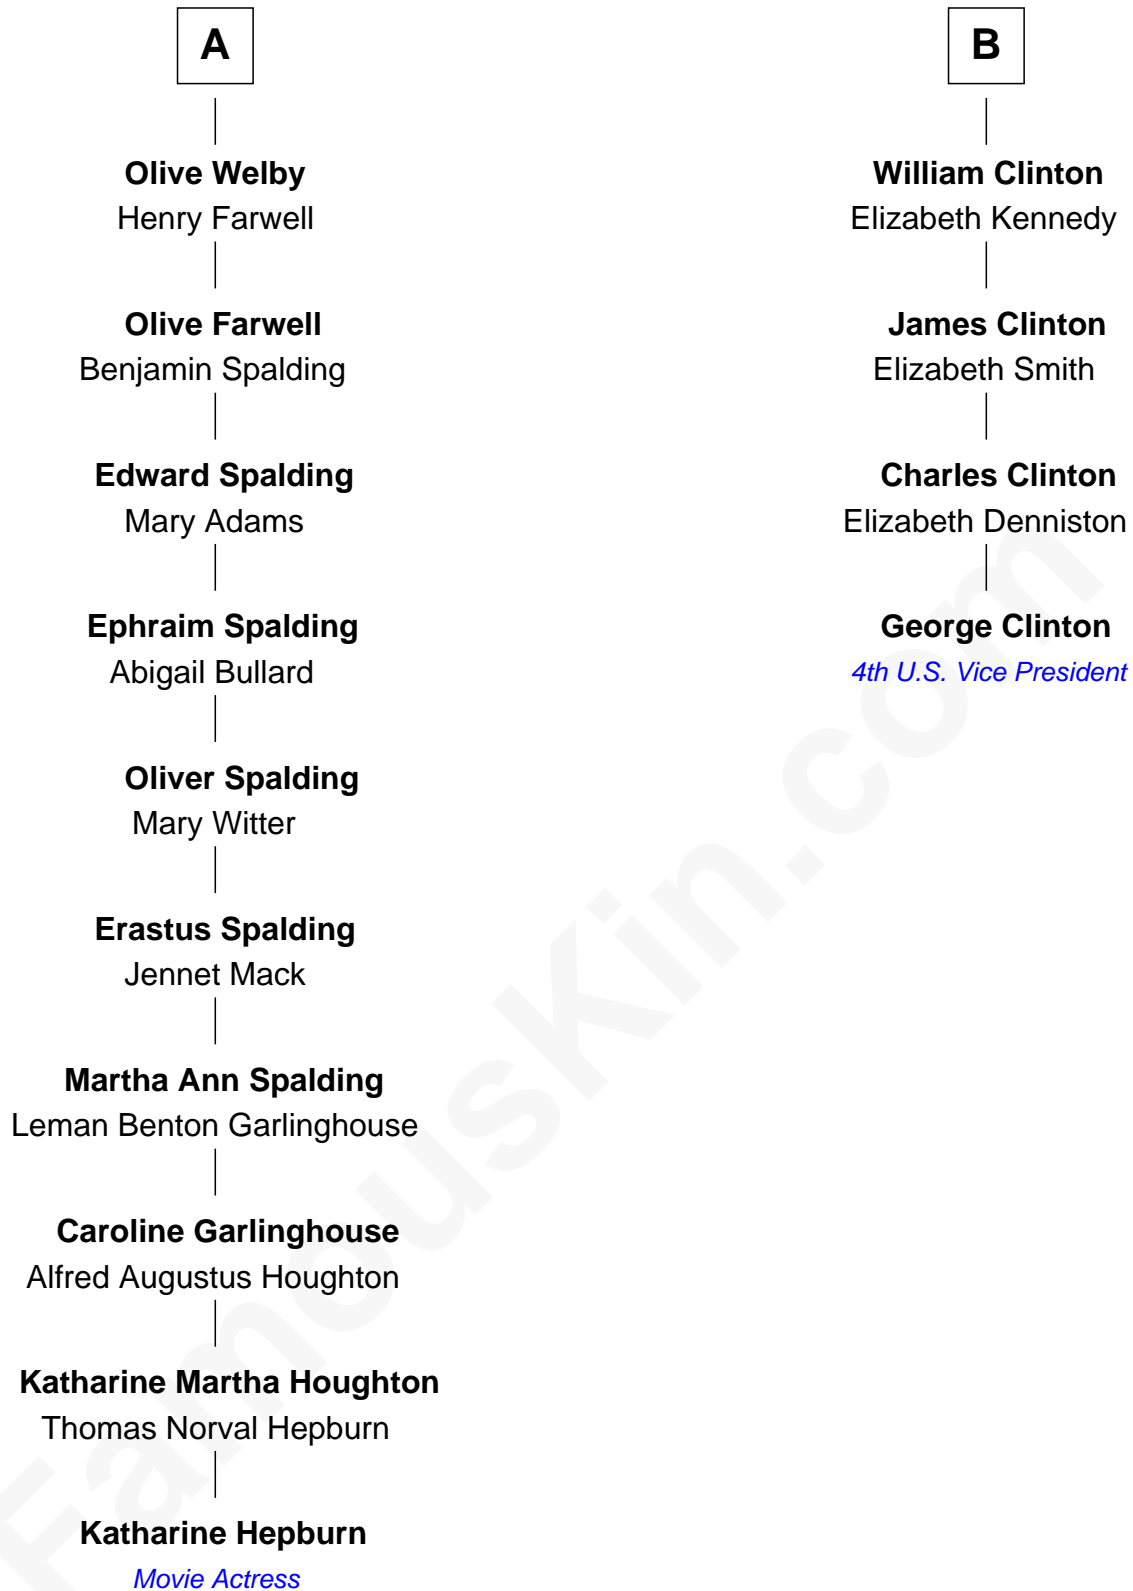 A
Olive Welby
Henry Farwell
Olive Farwell
Benjamin Spalding
Edward Spalding
Mary Adams
Ephraim Spalding
Abigail Bullard
Oliver Spalding
Mary Witter
Erastus Spalding
Jennet Mack
Martha Ann Spalding
Leman Benton Garlinghouse
Caroline Garlinghouse
Alfred Augustus Houghton
Katharine Martha Houghton
Thomas Norval Hepburn
Katharine Hepburn
Movie Actress
B
William Clinton
Elizabeth Kennedy
James Clinton
Elizabeth Smith
Charles Clinton
Elizabeth Denniston
George Clinton
4th U.S. Vice President
FamousKin.com